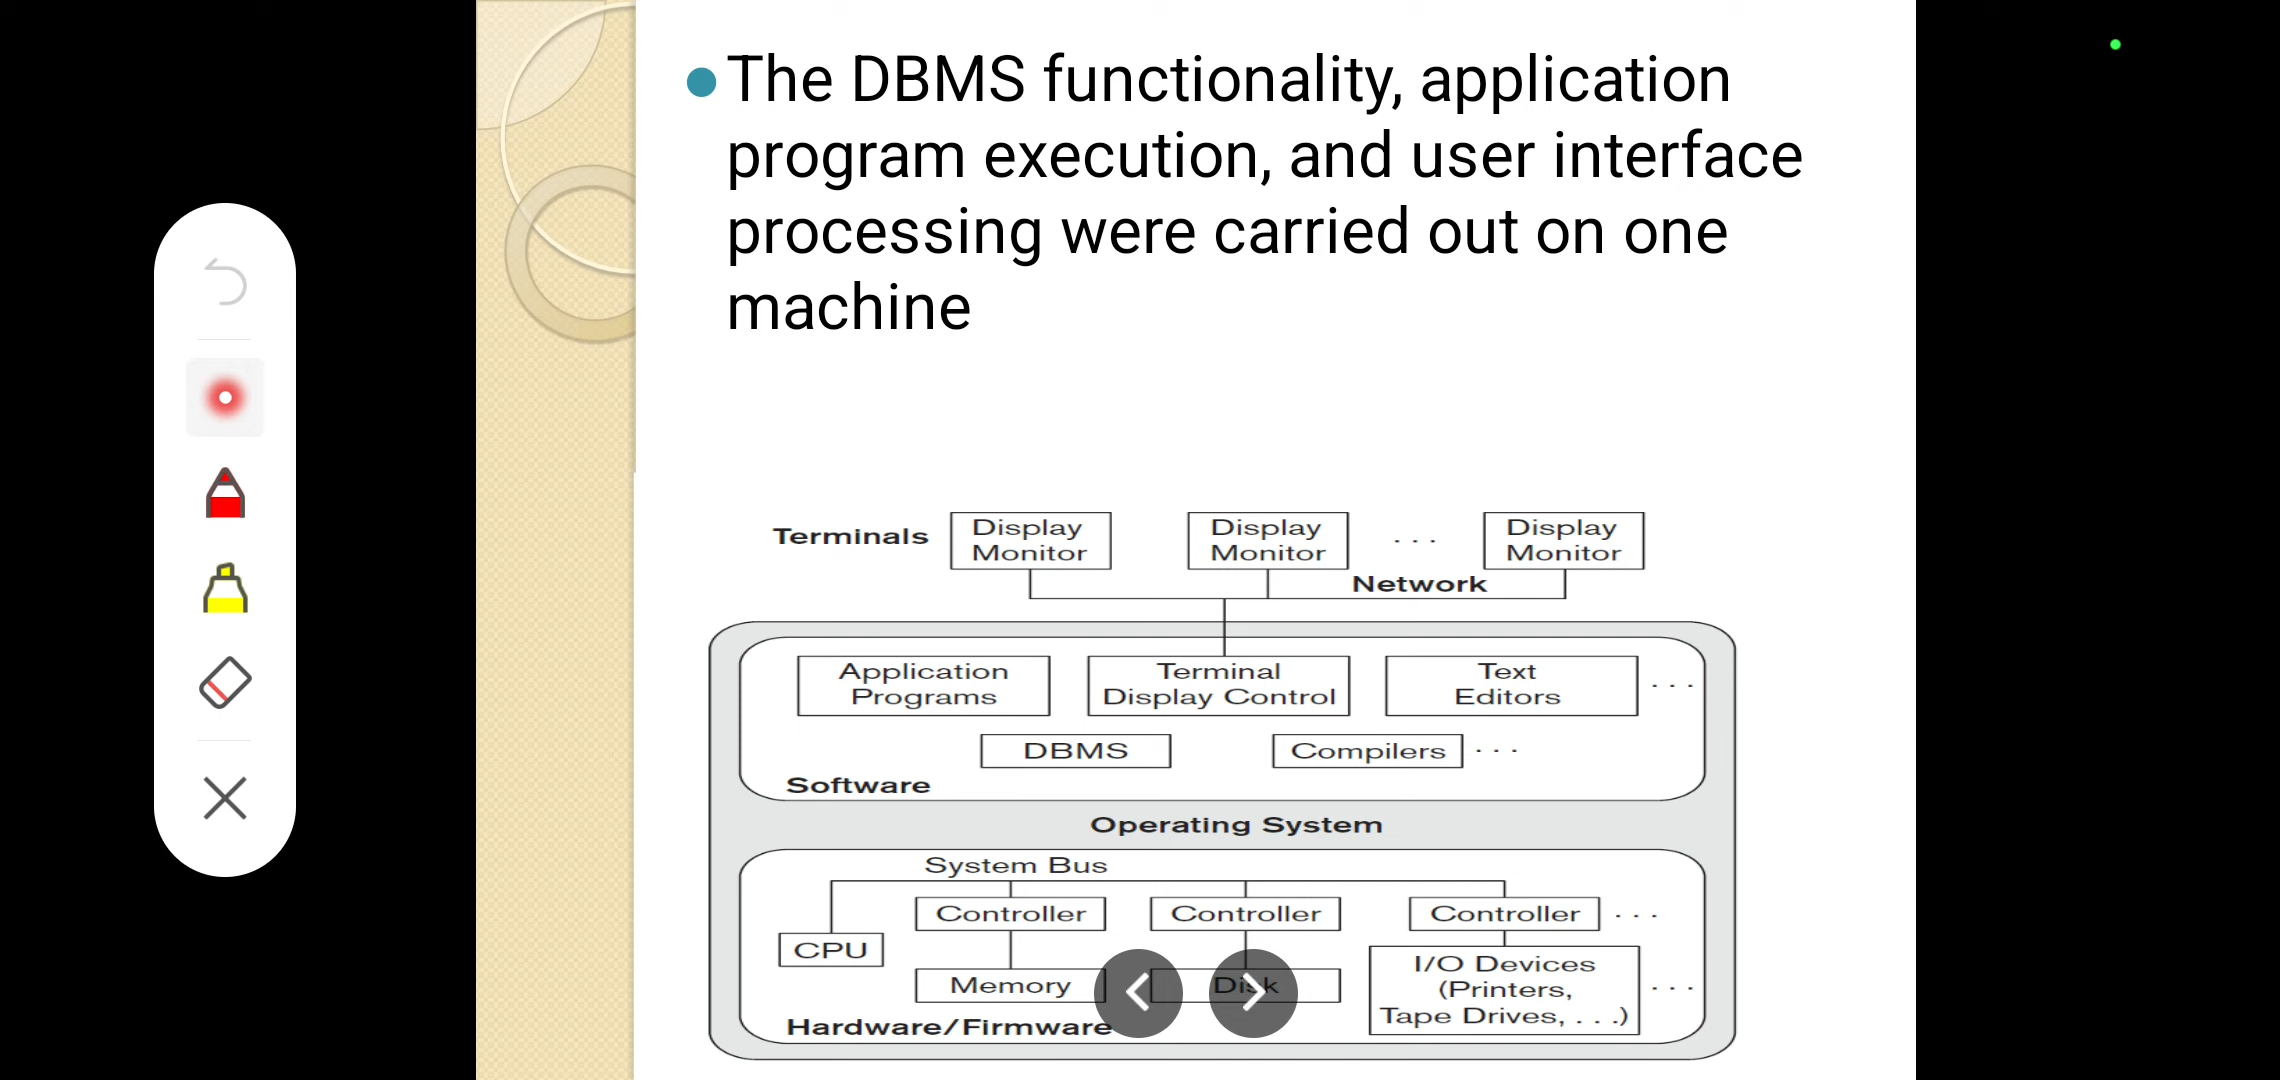 The DBMS functionality, application
program execution, and user interface
processing were carried out on one
machine
Terminals
Display
Monitor
Display
Monitor
. . .
Display
Monitor
Network
Application
Programs
Terminal
Display Control
Text
Editors
. . .
DBMS
Compilers
. . .
Software
Operating System
System Bus
Controller
Controller
Controller
. . .
CPU
Memory
Disk
I/O Devices
(Printers,
Tape Drives, . . .)
. . .
Hardware/Firmware